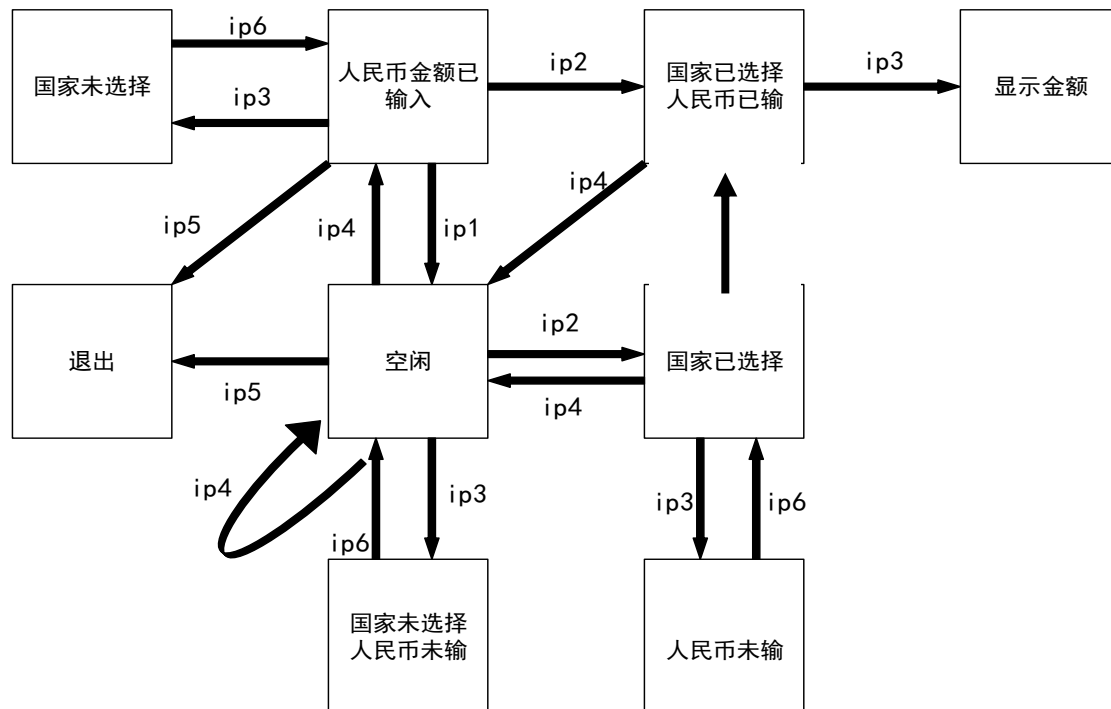 ip6
国家未选择
ip3
人民币金额已
输入
ip2
国家已选择
人民币已输
ip3
显示金额
ip5
ip4
ip1
ip4
退出
ip5
空闲
ip2
ip4
国家已选择
ip4
ip6
ip3
ip3
ip6
国家未选择
人民币未输
人民币未输